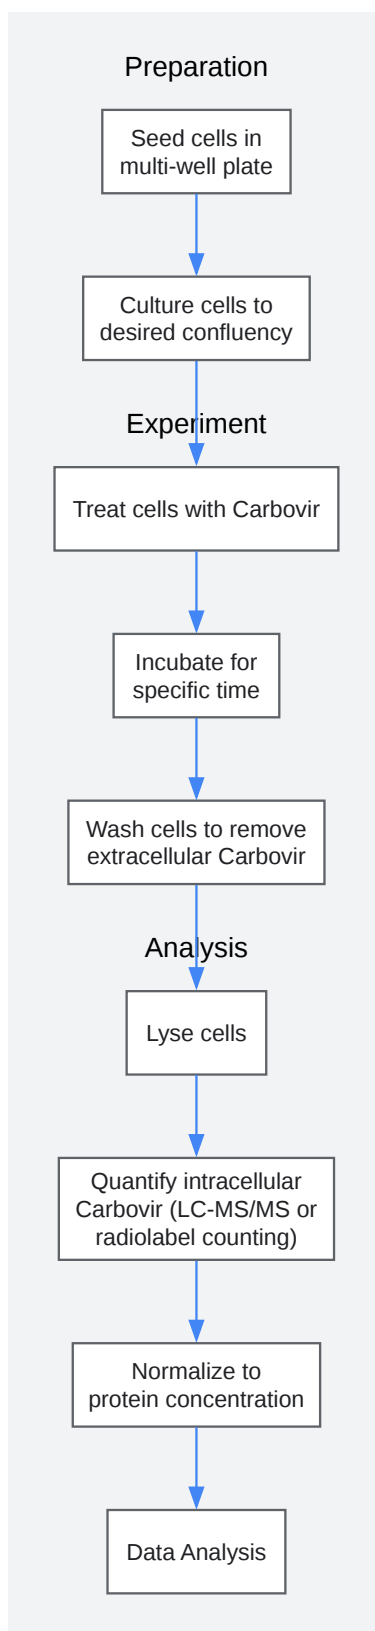 Preparation
Seed cells in
multi-well plate
Culture cells to
desired confluency
Experiment
Treat cells with Carbovir
Incubate for
specific time
Wash cells to remove
extracellular Carbovir
Analysis
Lyse cells
Quantify intracellular
Carbovir (LC-MS/MS or
radiolabel counting)
Normalize to
protein concentration
Data Analysis